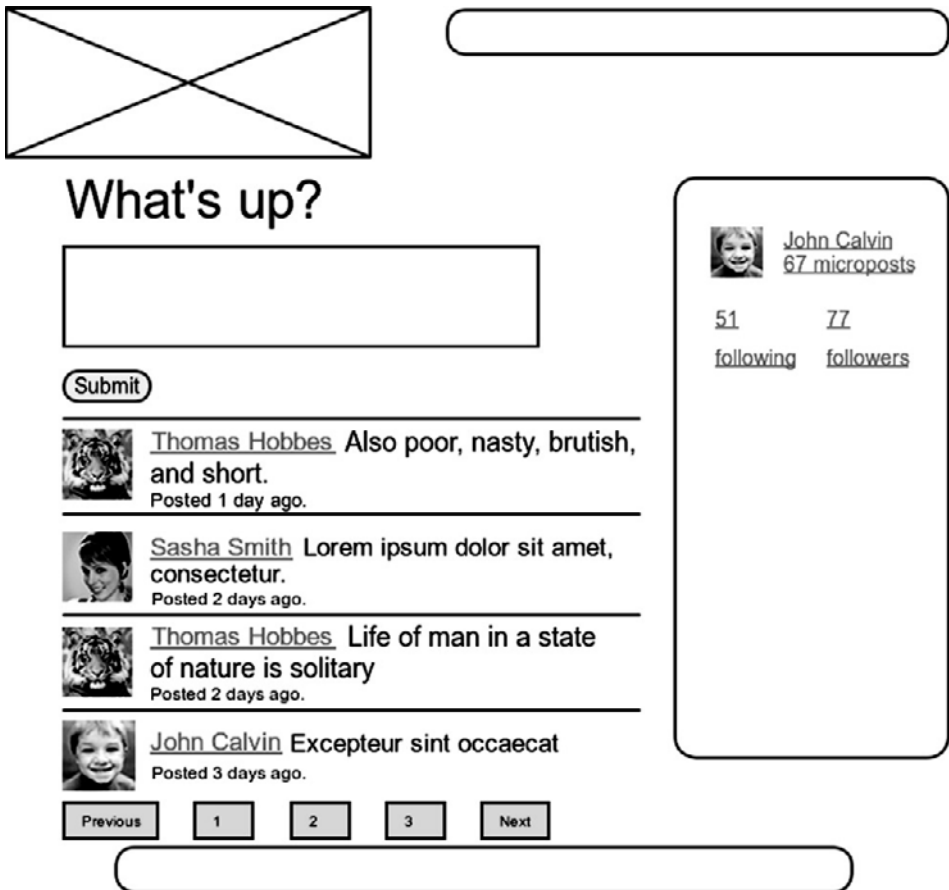 What's up?
Submit
Thomas Hobbes Also poor, nasty, brutish,
and short.
Posted 1 day ago.
Sasha Smith Lorem ipsum dolor sit amet,
consectetur.
Posted 2 days ago.
Thomas Hobbes Life of man in a state
of nature is solitary
Posted 2 days ago.
John Calvin Excepteur sint occaecat
Posted 3 days ago.
Previous 1 2 3 Next
John Calvin
67 microposts
51 77
following followers